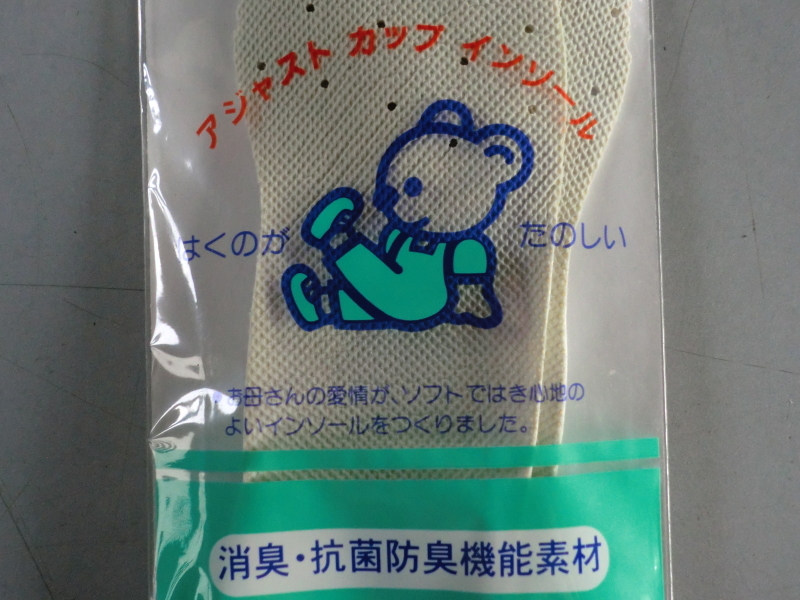 アジャスト カップ インソール
はくのが たのしい
お母さんの愛情が、ソフトではき心地の
よいインソールをつくりました。
消臭・抗菌防臭機能素材